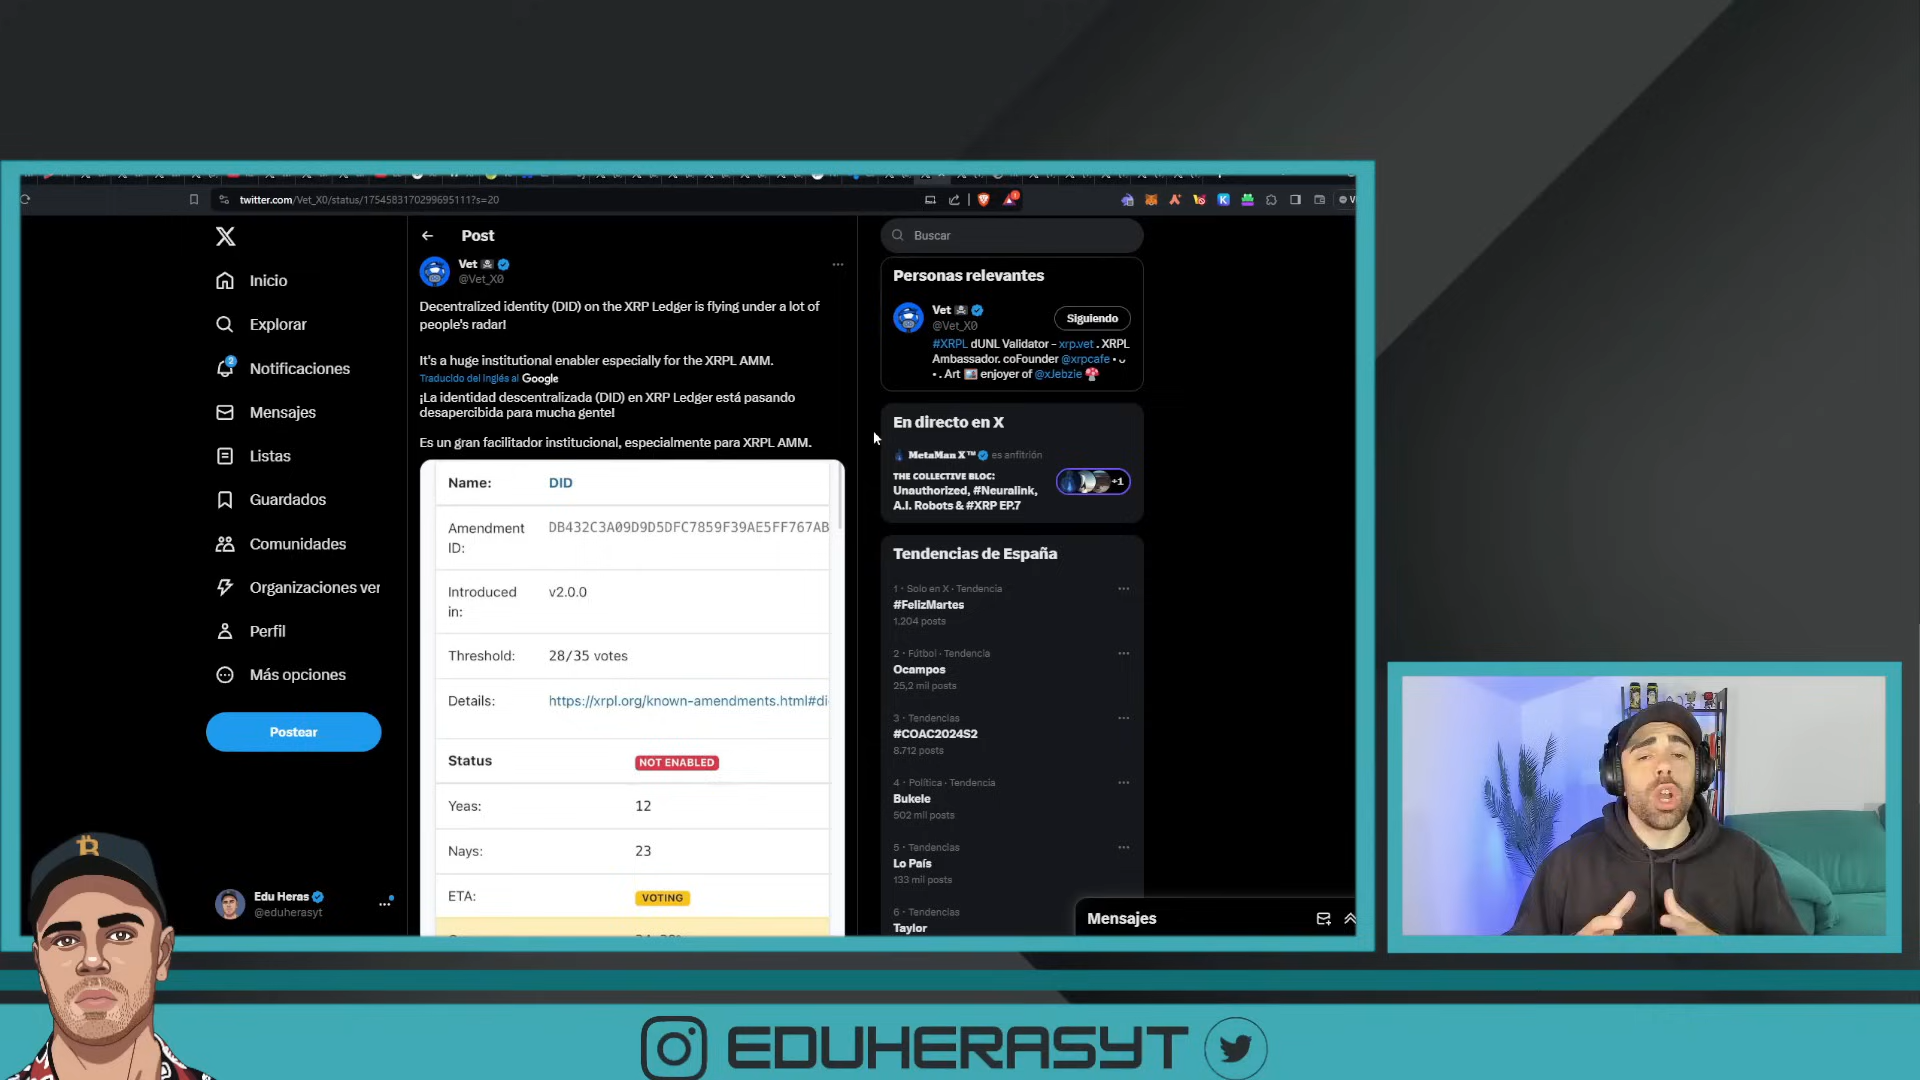 twitter.com/Vet_X0/status/1754583170299695111?s=20
Inicio
Explorar
2
Notificaciones
Mensajes
Listas
Guardados
Comunidades
Organizaciones ver
Perfil
Más opciones
Postear
Edu Heras
@eduherasyt
Post
Vet
@Vet_X0
Decentralized identity (DID) on the XRP Ledger is flying under a lot of
people's radar!
It's a huge institutional enabler especially for the XRPL AMM.
Traducido del inglés al Google
¡La identidad descentralizada (DID) en XRP Ledger está pasando
desapercibida para mucha gente!
Es un gran facilitador institucional, especialmente para XRPL AMM.
Name: DID
Amendment
ID:
DB432C3A09D9D5DFC7859F39AE5FF767AB
Introduced
in:
v2.0.0
Threshold: 28/35 votes
Details: https://xrpl.org/known-amendments.html#di
Status NOT ENABLED
Yeas: 12
Nays: 23
ETA: VOTING
Buscar
Personas relevantes
Vet
@Vet_X0
Siguiendo
#XRPL dUNL Validator - xrp.vet . XRPL
Ambassador. coFounder @xrpcafe •
• . Art enjoyer of @xJebzie
En directo en X
MetaMan X™ es anfitrión
THE COLLECTIVE BLOC:
Unauthorized, #Neuralink,
A.I. Robots & #XRP EP.7
+1
Tendencias de España
1 · Solo en X · Tendencia
#FelizMartes
1.204 posts
2 · Fútbol · Tendencia
Ocampos
25,2 mil posts
3 · Tendencias
#COAC2024S2
8.712 posts
4 · Política · Tendencia
Bukele
502 mil posts
5 · Tendencias
Lo País
133 mil posts
6 · Tendencias
Taylor
Mensajes
EDUHERASYT